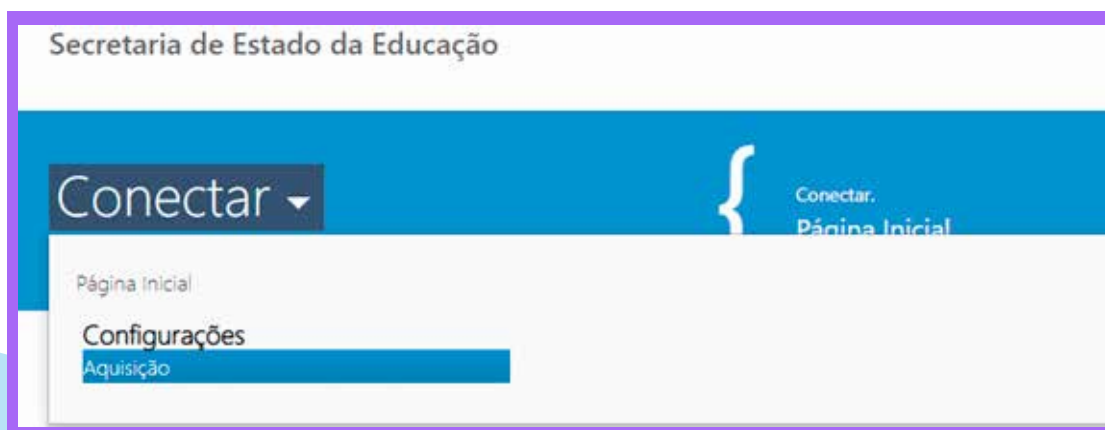 Secretaria de Estado da Educação
Conectar
Conectar.
Página Inicial
Página Inicial
Configurações
Aquisição